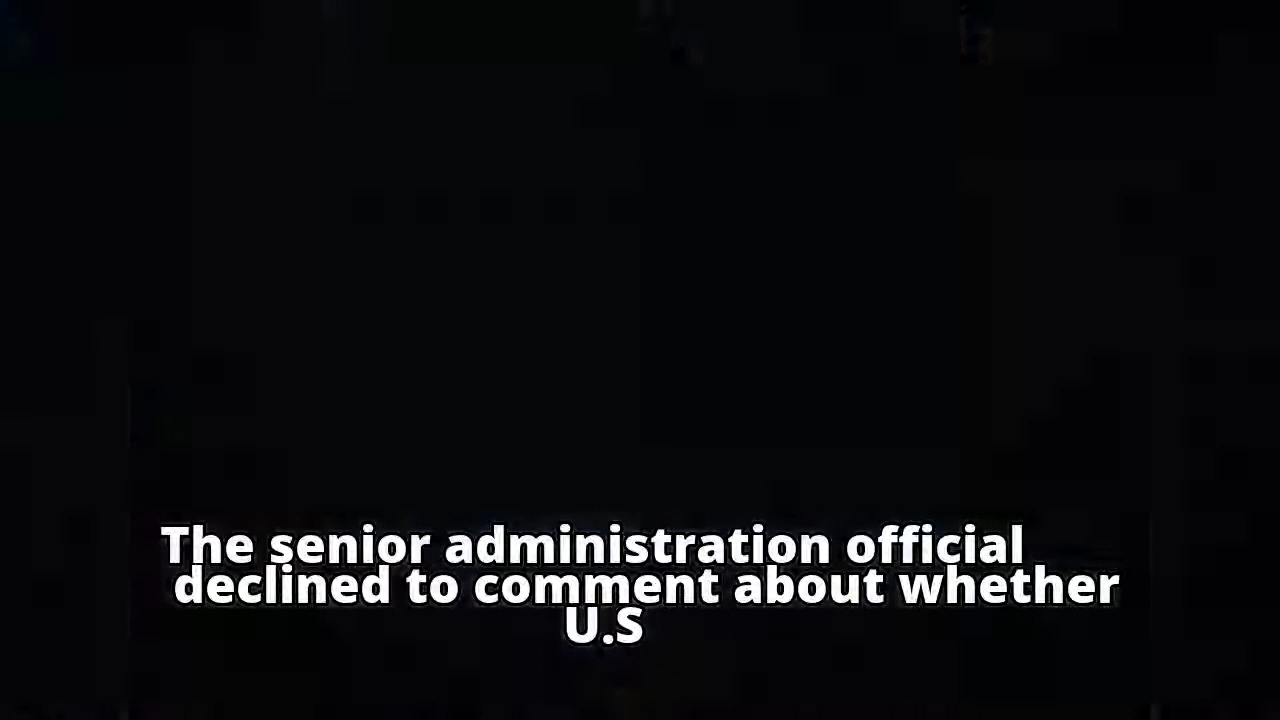 The senior administration official
declined to comment about whether
U.S